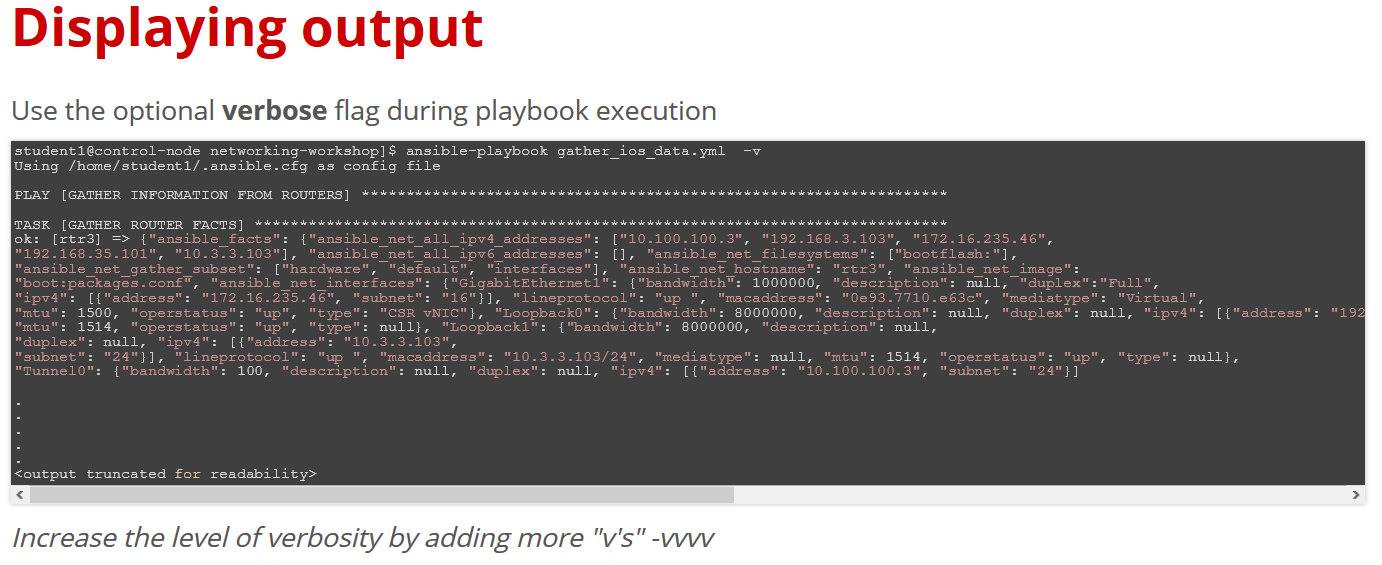 Displaying output
Use the optional verbose flag during playbook execution
student1@control-node networking-workshop]$ ansible-playbook gather_ios_data.yml  -v
Using /home/student1/.ansible.cfg as config file
PLAY [GATHER INFORMATION FROM ROUTERS] ******************************************************************
TASK [GATHER ROUTER FACTS] ******************************************************************************
ok: [rtr3] => {"ansible_facts": {"ansible_net_all_ipv4_addresses": ["10.100.100.3", "192.168.3.103", "172.16.235.46",
"192.168.35.101", "10.3.3.103"], "ansible_net_all_ipv6_addresses": [], "ansible_net_filesystems": ["bootflash:"],
"ansible_net_gather_subset": ["hardware", "default", "interfaces"], "ansible_net_hostname": "rtr3", "ansible_net_image":
"boot:packages.conf", "ansible_net_interfaces": {"GigabitEthernet1": {"bandwidth": 1000000, "description": null, "duplex":"Full",
"ipv4": [{"address": "172.16.235.46", "subnet": "16"}], "lineprotocol": "up ", "macaddress": "0e93.7710.e63c", "mediatype": "Virtual",
"mtu": 1500, "operstatus": "up", "type": "CSR vNIC"}, "Loopback0": {"bandwidth": 8000000, "description": null, "duplex": null, "ipv4": [{"address": "192
"mtu": 1514, "operstatus": "up", "type": null}, "Loopback1": {"bandwidth": 8000000, "description": null,
"duplex": null, "ipv4": [{"address": "10.3.3.103",
"subnet": "24"}], "lineprotocol": "up ", "macaddress": "10.3.3.103/24", "mediatype": null, "mtu": 1514, "operstatus": "up", "type": null},
"Tunnel0": {"bandwidth": 100, "description": null, "duplex": null, "ipv4": [{"address": "10.100.100.3", "subnet": "24"}]
.
.
.
.
.
<output truncated for readability>
Increase the level of verbosity by adding more "v's" -vvvv